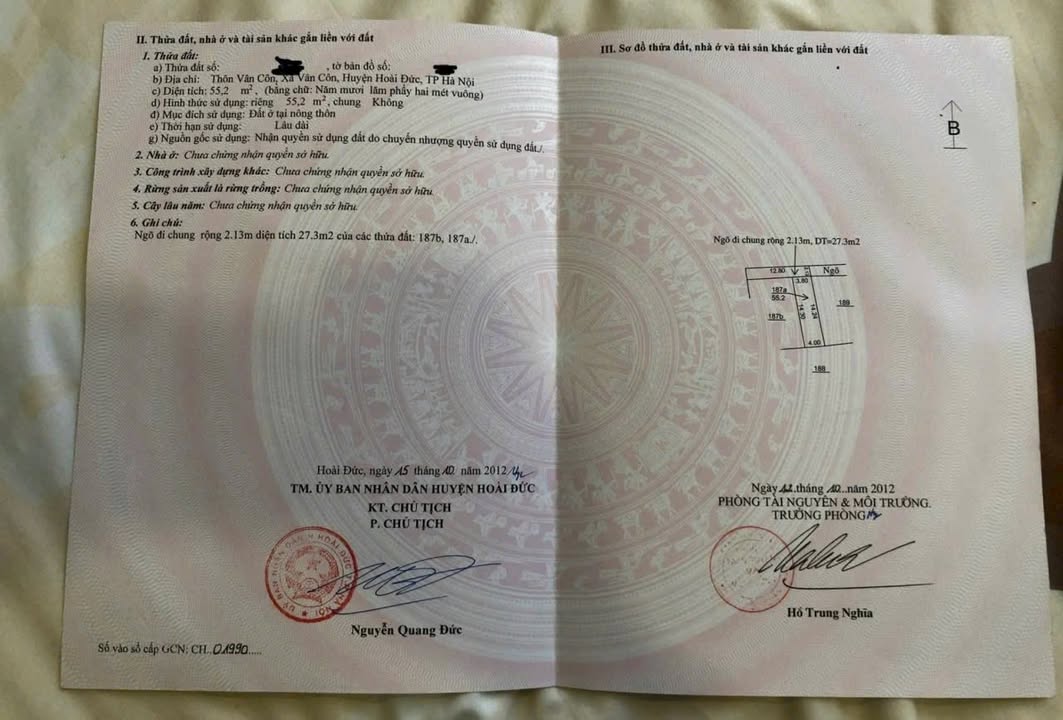 II. Thửa đất, nhà ở và tài sản khác gắn liền với đất
1. Thửa đất:
a) Thửa đất số: , tờ bản đồ số:
b) Địa chỉ: Thôn Vân Côn, Xã Vân Côn, Huyện Hoài Đức, TP Hà Nội
c) Diện tích: 55,2 m², (bằng chữ: Năm mươi lăm phẩy hai mét vuông)
d) Hình thức sử dụng: riêng 55,2 m², chung Không
đ) Mục đích sử dụng: Đất ở tại nông thôn
e) Thời hạn sử dụng: Lâu dài
g) Nguồn gốc sử dụng: Nhận quyền sử dụng đất do chuyển nhượng quyền sử dụng đất./.
2. Nhà ở: Chưa chứng nhận quyền sở hữu.
3. Công trình xây dựng khác: Chưa chứng nhận quyền sở hữu.
4. Rừng sản xuất là rừng trồng: Chưa chứng nhận quyền sở hữu.
5. Cây lâu năm: Chưa chứng nhận quyền sở hữu.
6. Ghi chú:
Ngõ đi chung rộng 2.13m diện tích 27.3m2 của các thửa đất: 187b, 187a./.
Hoài Đức, ngày 15 tháng 10 năm 2012
TM. ỦY BAN NHÂN DÂN HUYỆN HOÀI ĐỨC
KT. CHỦ TỊCH
P. CHỦ TỊCH
Nguyễn Quang Đức
Số vào sổ cấp GCN: CH..01990.....
III. Sơ đồ thửa đất, nhà ở và tài sản khác gắn liền với đất
B
Ngõ đi chung rộng 2.13m, DT=27.3m2
12.80
Ngõ
3.80
187a
55.2
189
187b
14.20
14.24
4.00
188
Ngày tháng .10..năm 2012
PHÒNG TÀI NGUYÊN & MÔI TRƯỜNG.
TRƯỞNG PHÒNG
Hồ Trung Nghĩa